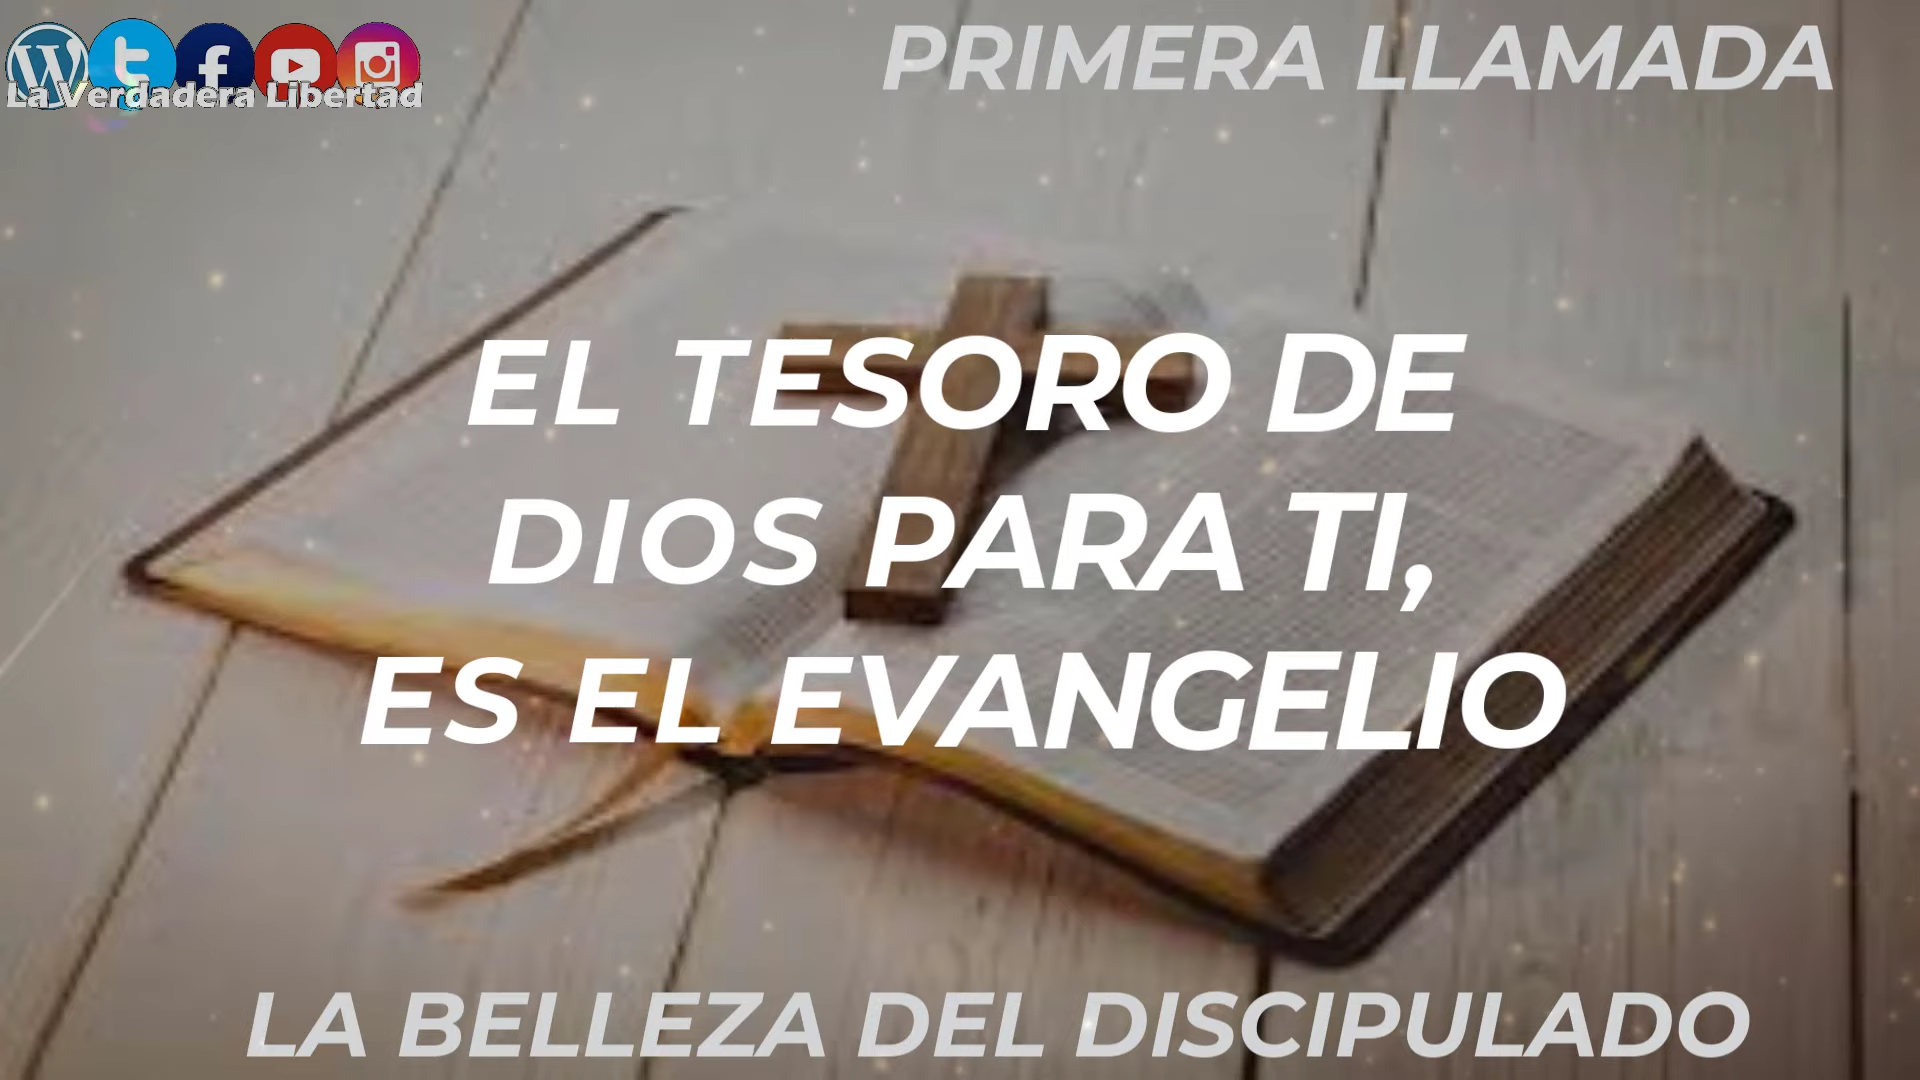 PRIMERA LLAMADA
La Verdadera Libertad
EL TESORO DE
DIOS PARA TI,
ES EL EVANGELIO
LA BELLEZA DEL DISCIPULADO